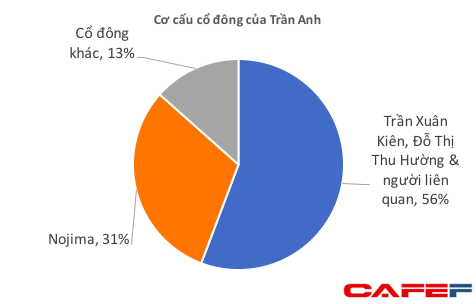 Cơ cấu cổ đông của Trần Anh
Cổ đông
khác, 13%
Trần Xuân
Kiên, Đỗ Thị
Thu Hường &
người liên
quan, 56%
Nojima, 31%
CAFEF